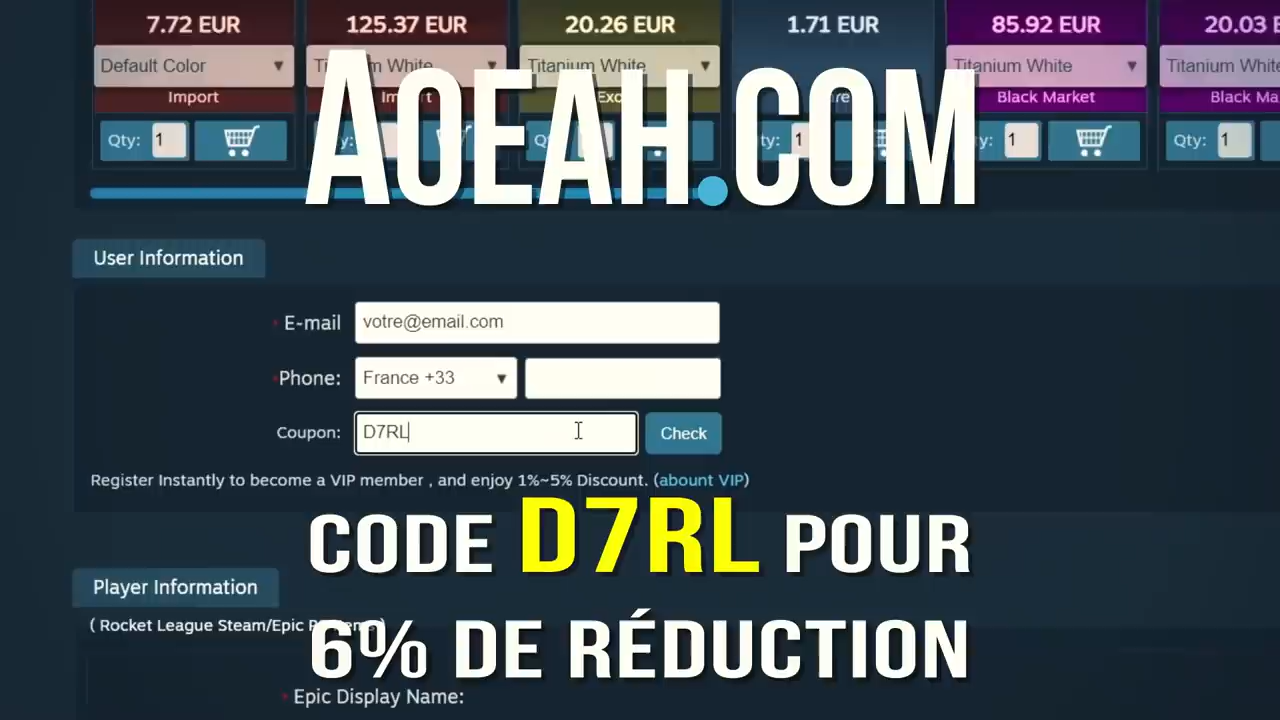 7.72 EUR 125.37 EUR 20.26 EUR 1.71 EUR 85.92 EUR 20.03 E
Default Color Titanium White Titanium White Titanium White Titanium White
Import Import Black Market Black Ma
Qty: 1 Qty: 1 Qty: 1
AOEAH.COM
User Information
* E-mail votre@email.com
*Phone: France +33
Coupon: D7RL Check
Register Instantly to become a VIP member , and enjoy 1%~5% Discount. (abount VIP)
CODE D7RL POUR
Player Information
( Rocket League Steam/Epic
6% DE RÉDUCTION
* Epic Display Name: